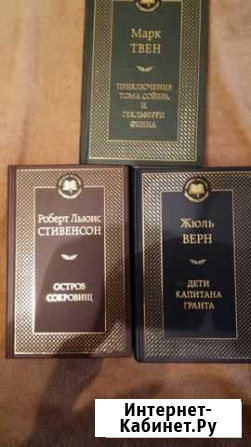 Марк
ТВЕН
ПРИКЛЮЧЕНИЯ
ТОМА СОЙЕРА
И
ГЕКЛЬБЕРРИ
ФИННА
Роберт Льюис
СТИВЕНСОН
ОСТРОВ
СОКРОВИЩ
Жюль
ВЕРН
ДЕТИ
КАПИТАНА
ГРАНТА
Интернет-
Кабинет.Ру